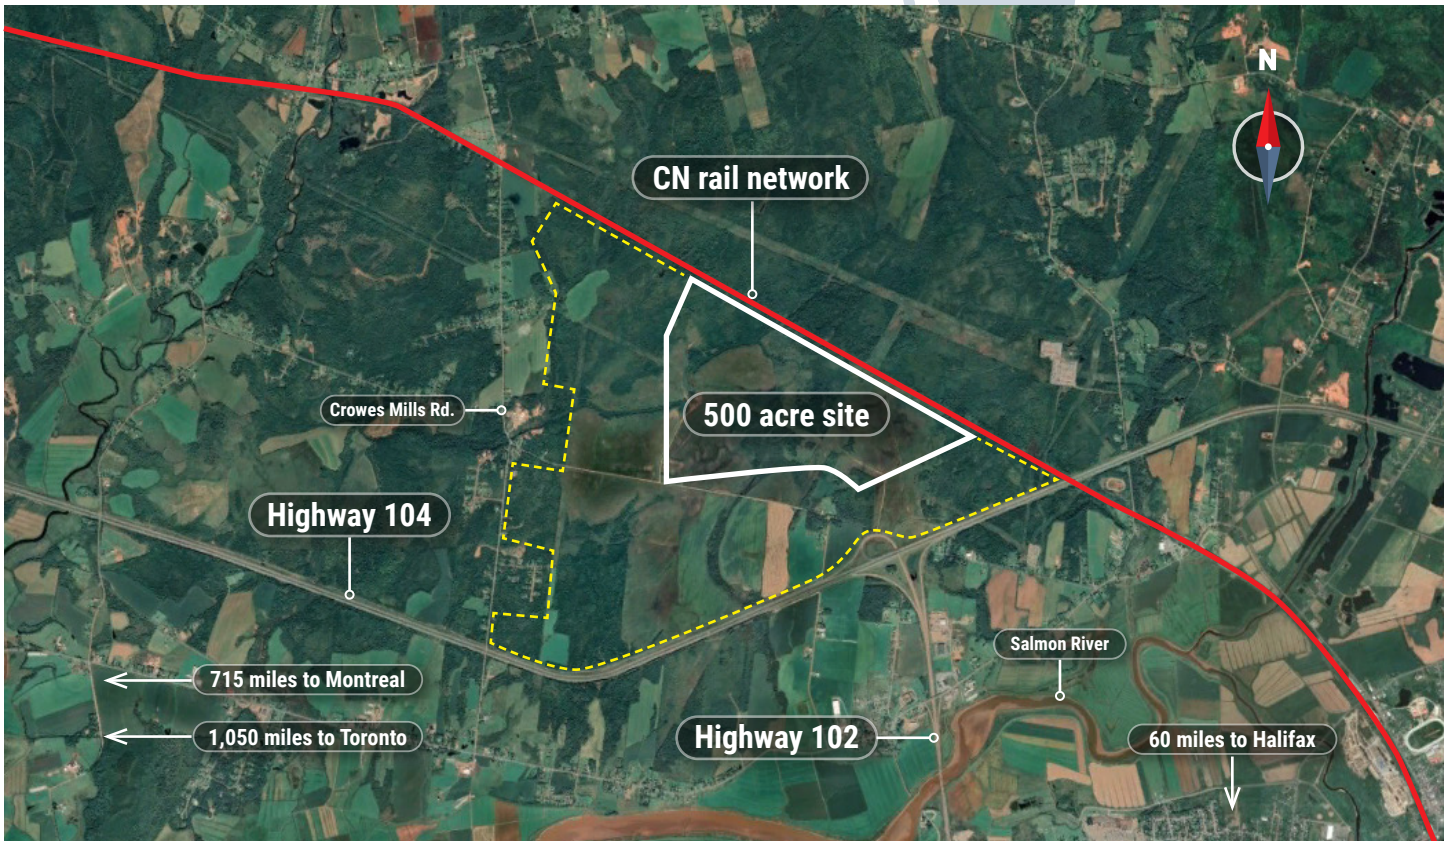 N
CN rail network
500 acre site
Crowes Mills Rd.
Highway 104
Salmon River
715 miles to Montreal
1,050 miles to Toronto
Highway 102
60 miles to Halifax